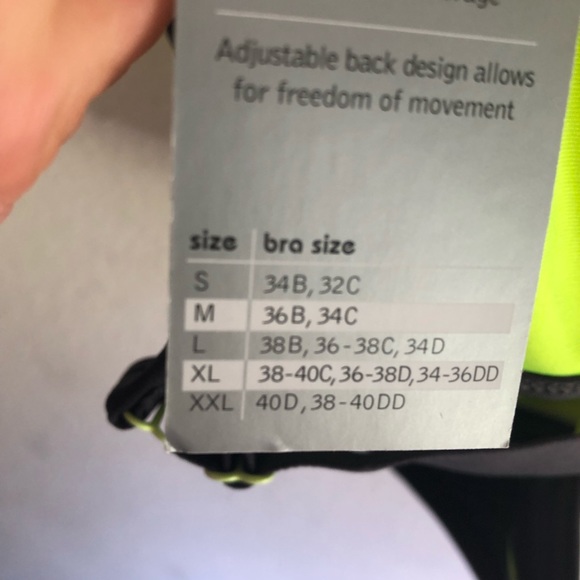 Adjustable back design allows
for freedom of movement
size bra size
S 34B, 32C
M 36B, 34C
L 38B, 36-38C, 34D
XL 38-40C, 36-38D, 34-36DD
XXL 40D, 38-40DD